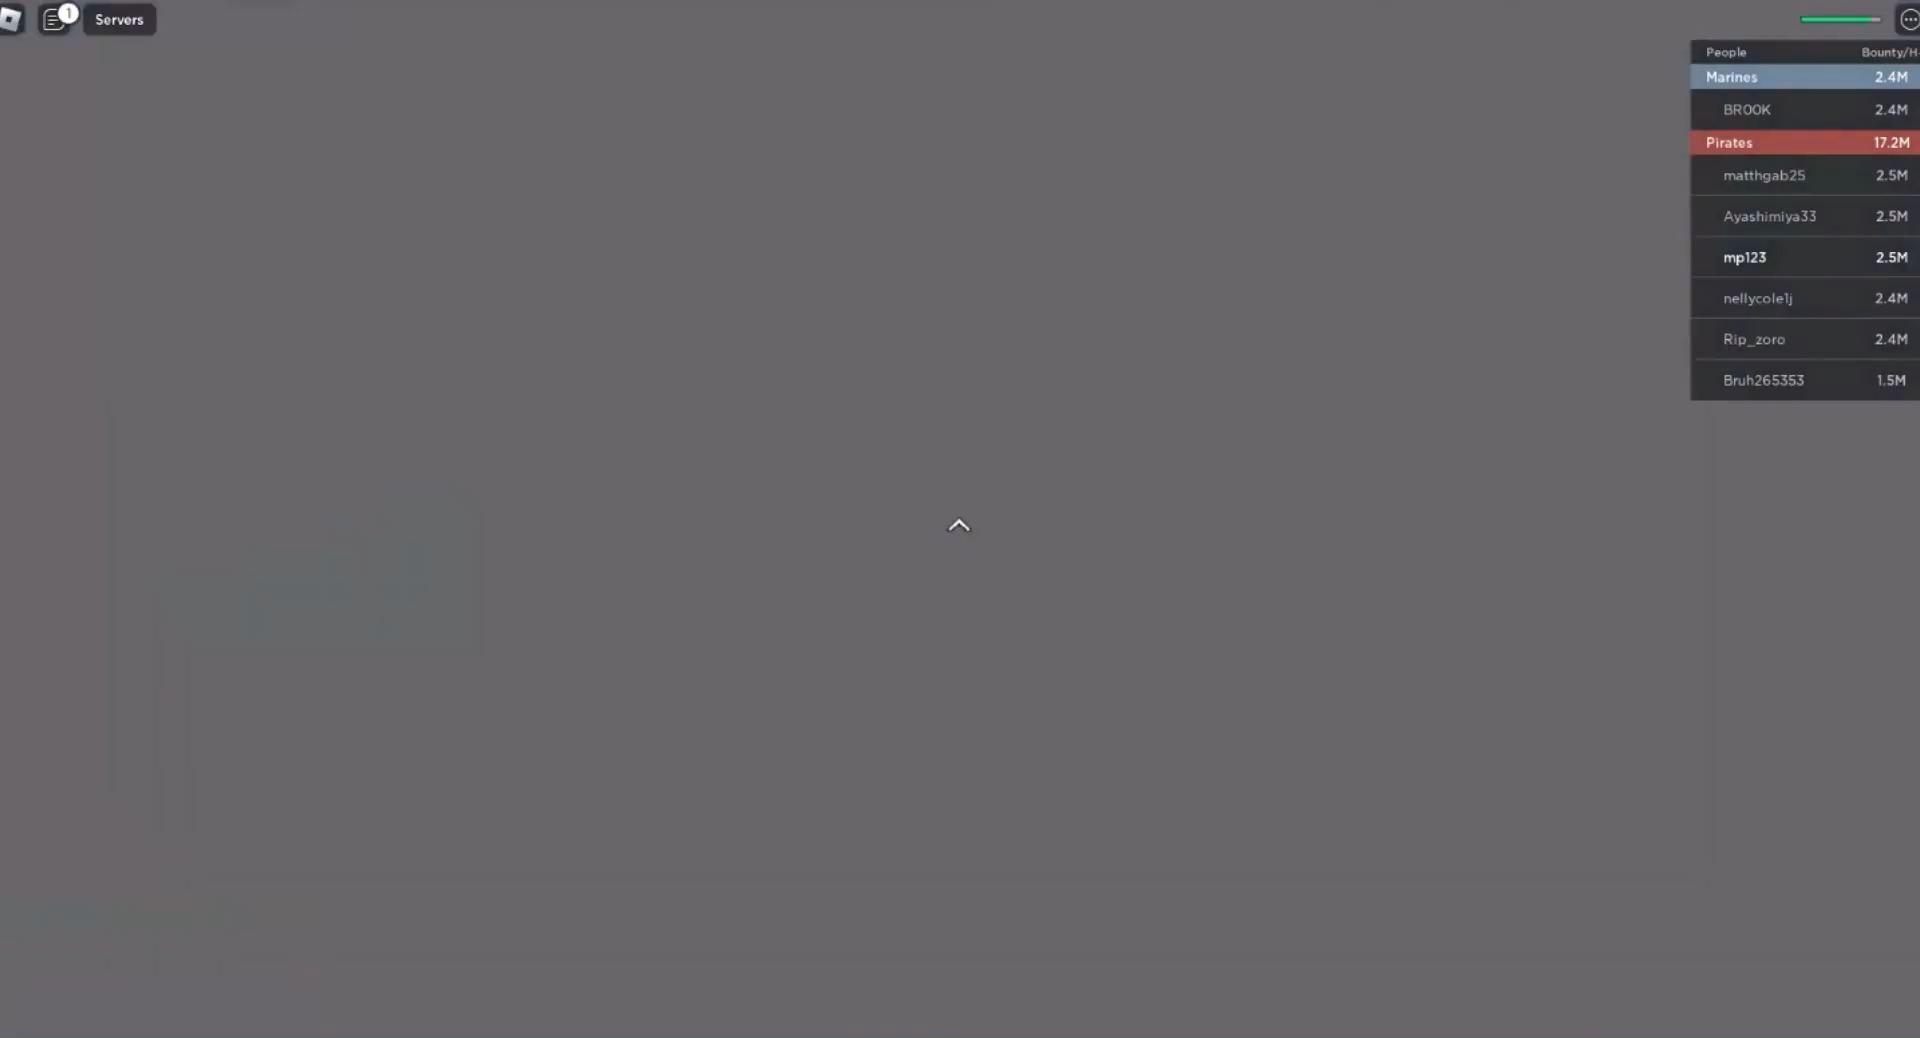 1
Servers
People Bounty/H
Marines 2.4M
BROOK 2.4M
Pirates 17.2M
matthgab25 2.5M
Ayashimiya33 2.5M
mp123 2.5M
nellycole1j 2.4M
Rip_zoro 2.4M
Bruh265353 1.5M